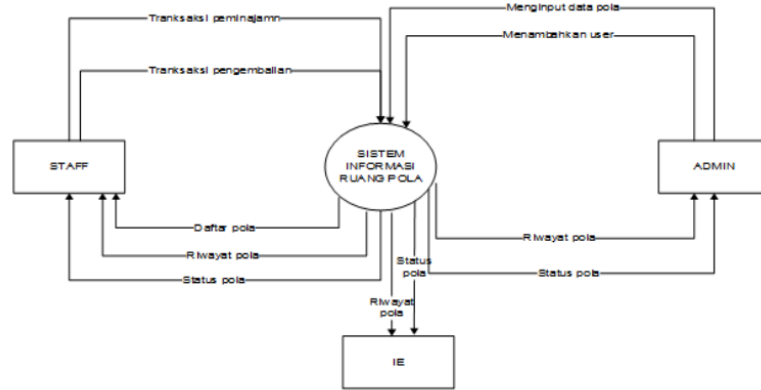 Tranksaksi peminajamn
Menginput data pola
Menambahkan user
Tranksaksi pengembalian
STAFF
SISTEM
INFORMASI
RUANG POLA
ADMIN
Daftar pola
Riwayat pola
Riwayat pola
Status pola
Status
pola
Status pola
Riwayat
pola
IE